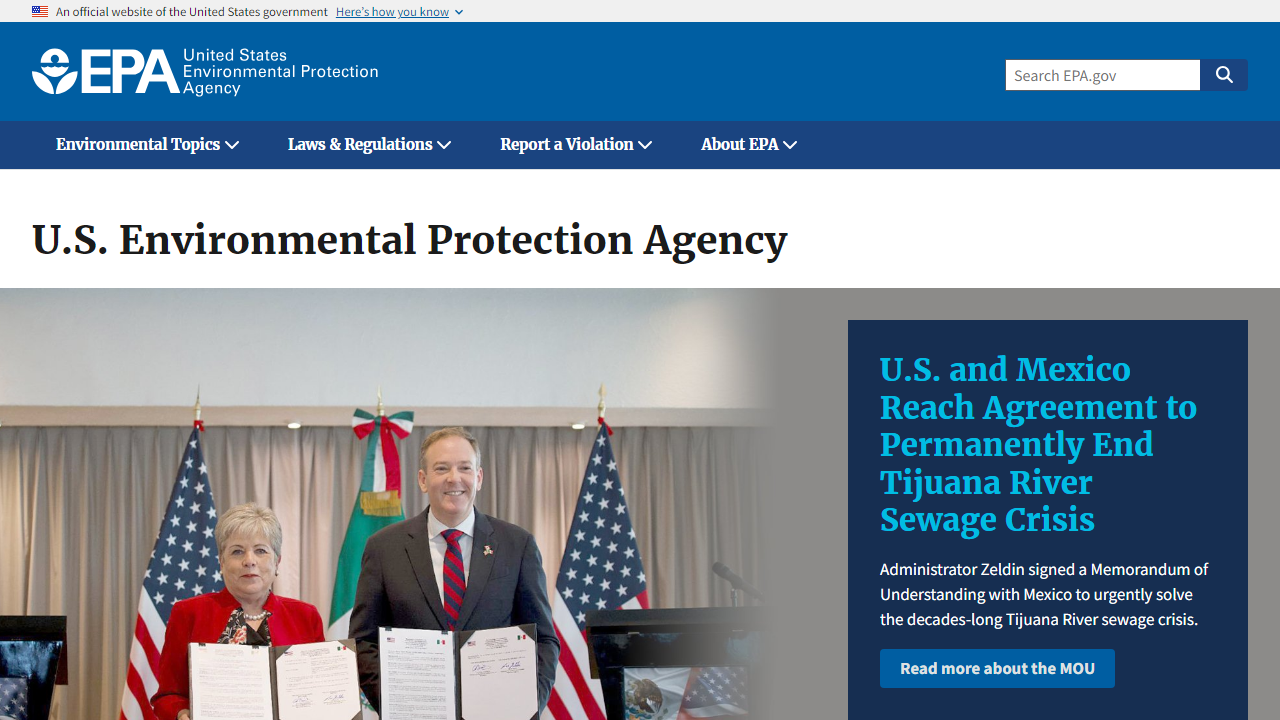 An official website of the United States government Here's how you know
EPA United States
Environmental Protection
Agency
Search EPA.gov
Environmental Topics Laws & Regulations Report a Violation About EPA
U.S. Environmental Protection Agency
U.S. and Mexico
Reach Agreement to
Permanently End
Tijuana River
Sewage Crisis
Administrator Zeldin signed a Memorandum of
Understanding with Mexico to urgently solve
the decades-long Tijuana River sewage crisis.
Read more about the MOU